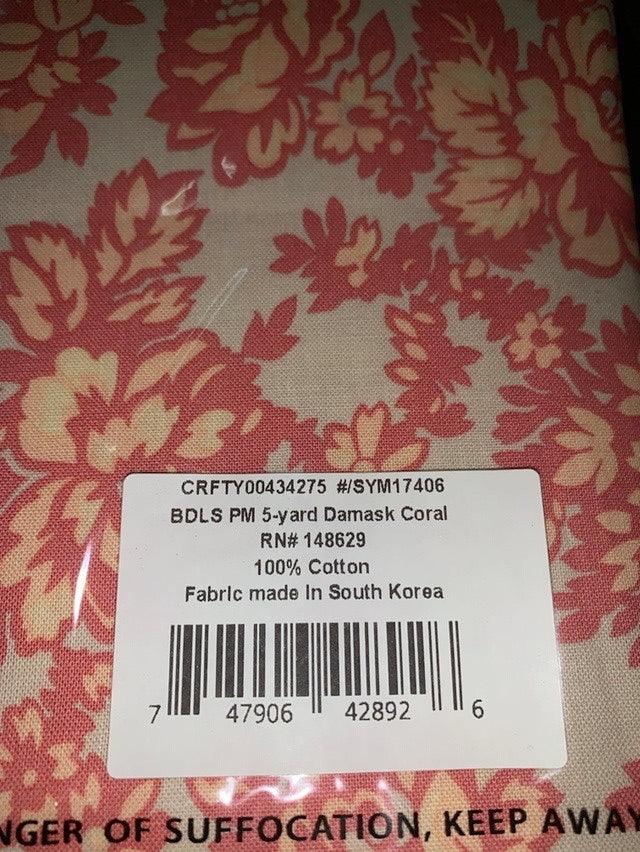 CRFTY00434275 #/SYM17406
BDLS PM 5-yard Damask Coral
RN# 148629
100% Cotton
Fabric made In South Korea
7 47906 42892 6
NGER OF SUFFOCATION, KEEP AWAY